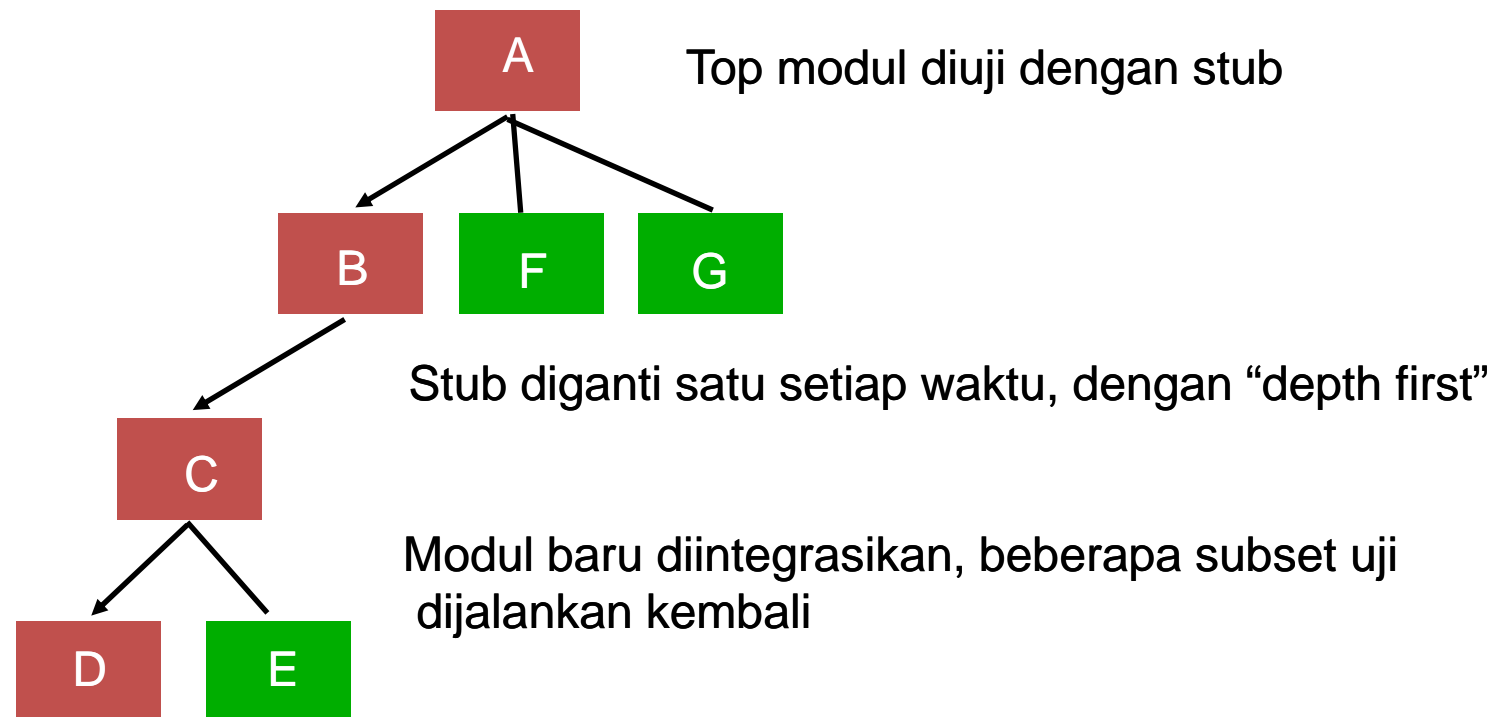 A
Top modul diuji dengan stub
B
F
G
Stub diganti satu setiap waktu, dengan “depth first”
C
Modul baru diintegrasikan, beberapa subset uji
dijalankan kembali
D
E